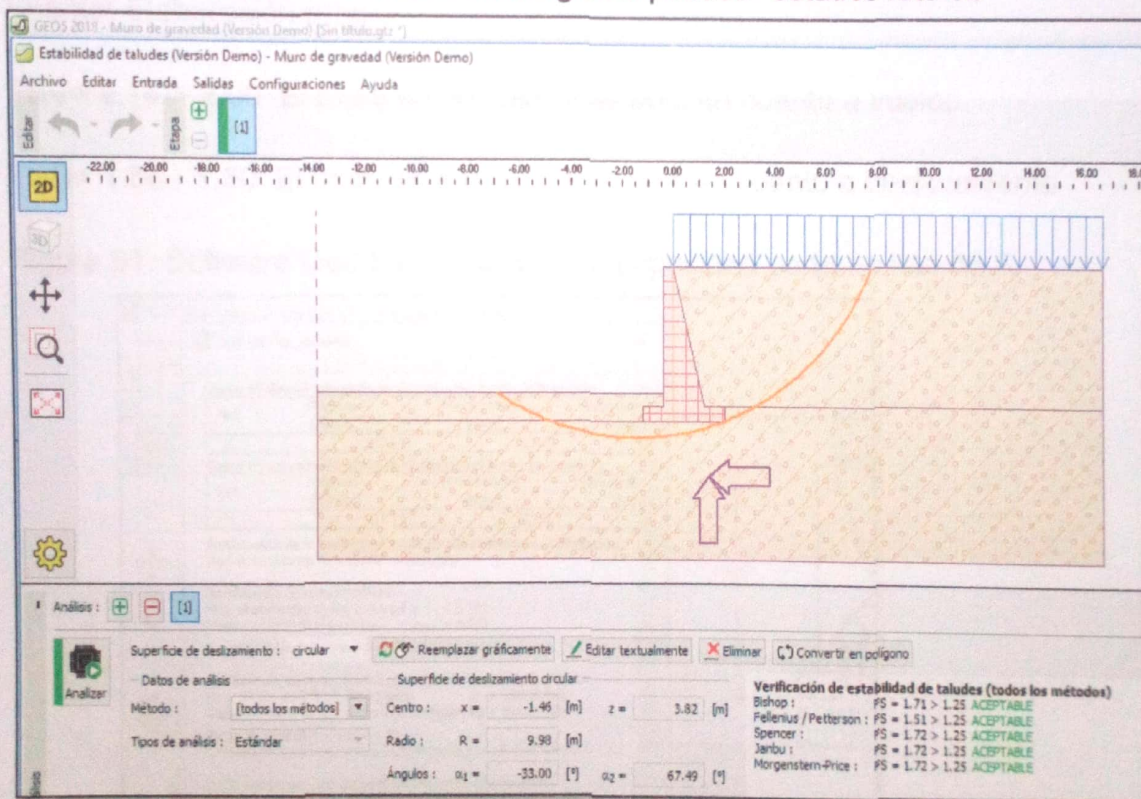 GEO5 2018 - Muro de gravedad (Versión Demo) [Sin título.gtz *]
Estabilidad de taludes (Versión Demo) - Muro de gravedad (Versión Demo)
Archivo Editar Entrada Salidas Configuraciones Ayuda
Editar
Etapa
[1]
2D
3D
-22.00 -20.00 -18.00 -16.00 -14.00 -12.00 -10.00 -8.00 -6.00 -4.00 -2.00 0.00 2.00 4.00 6.00 8.00 10.00 12.00 14.00 16.00
Análisis : [1]
Analizar
Superficie de deslizamiento : circular Reemplazar gráficamente Editar textualmente Eliminar Convertir en polígono
Datos de análisis
Método : [todos los métodos]
Tipos de análisis : Estándar
Superficie de deslizamiento circular
Centro : x = -1.46 [m] z = 3.82 [m]
Radio : R = 9.98 [m]
Ángulos : α1 = -33.00 [°] α2 = 67.49 [°]
Verificación de estabilidad de taludes (todos los métodos)
Bishop : FS = 1.71 > 1.25 ACEPTABLE
Fellenius / Petterson : FS = 1.51 > 1.25 ACEPTABLE
Spencer : FS = 1.72 > 1.25 ACEPTABLE
Janbu : FS = 1.72 > 1.25 ACEPTABLE
Morgenstern-Price : FS = 1.72 > 1.25 ACEPTABLE